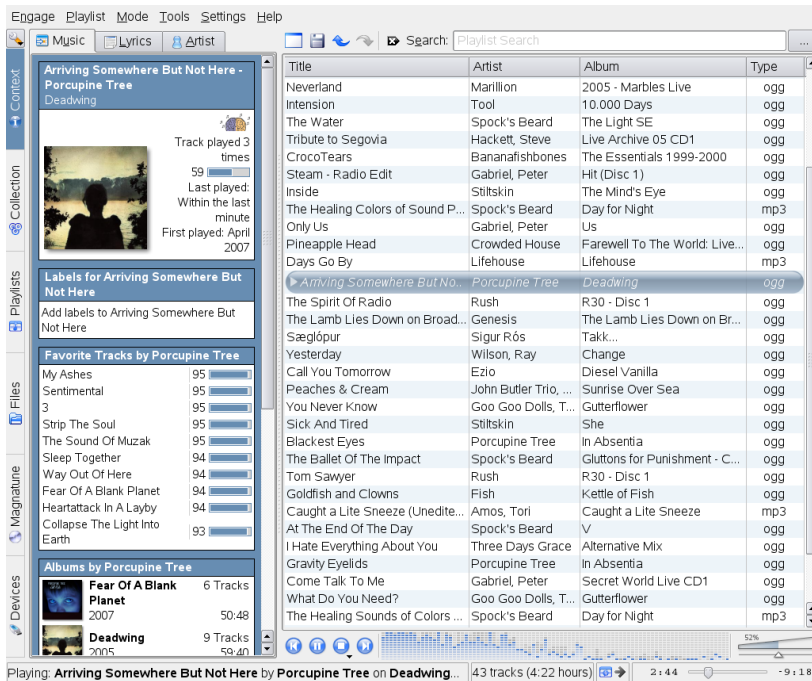 Engage Playlist Mode Tools Settings Help
Music Lyrics Artist
Search: Playlist Search ...
Context
Collection
Playlists
Files
Magnatune
Devices
Arriving Somewhere But Not Here -
Porcupine Tree
Deadwing
Track played 3
times
59
Last played:
Within the last
minute
First played: April
2007
Labels for Arriving Somewhere But
Not Here
Add labels to Arriving Somewhere But
Not Here
Favorite Tracks by Porcupine Tree
My Ashes 95
Sentimental 95
3 95
Strip The Soul 95
The Sound Of Muzak 95
Sleep Together 94
Way Out Of Here 94
Fear Of A Blank Planet 94
Heartattack In A Layby 94
Collapse The Light Into
Earth 93
Albums by Porcupine Tree
Fear Of A Blank 6 Tracks
Planet
2007 50:48
Deadwing 9 Tracks
2005 59:40
Title Artist Album Type
Neverland Marillion 2005 - Marbles Live ogg
Intension Tool 10.000 Days ogg
The Water Spock's Beard The Light SE ogg
Tribute to Segovia Hackett, Steve Live Archive 05 CD1 ogg
CrocoTears Bananafishbones The Essentials 1999-2000 ogg
Steam - Radio Edit Gabriel, Peter Hit (Disc 1) ogg
Inside Stiltskin The Mind's Eye ogg
The Healing Colors of Sound P... Spock's Beard Day for Night mp3
Only Us Gabriel, Peter Us ogg
Pineapple Head Crowded House Farewell To The World: Live... ogg
Days Go By Lifehouse Lifehouse mp3
Arriving Somewhere But No.. Porcupine Tree Deadwing ogg
The Spirit Of Radio Rush R30 - Disc 1 ogg
The Lamb Lies Down on Broad... Genesis The Lamb Lies Down on Br... ogg
Sæglópur Sigur Rós Takk... ogg
Yesterday Wilson, Ray Change ogg
Call You Tomorrow Ezio Diesel Vanilla ogg
Peaches & Cream John Butler Trio, ... Sunrise Over Sea ogg
You Never Know Goo Goo Dolls, T... Gutterflower ogg
Sick And Tired Stiltskin She ogg
Blackest Eyes Porcupine Tree In Absentia ogg
The Ballet Of The Impact Spock's Beard Gluttons for Punishment - C... ogg
Tom Sawyer Rush R30 - Disc 1 ogg
Goldfish and Clowns Fish Kettle of Fish ogg
Caught a Lite Sneeze (Unedite... Amos, Tori Caught a Lite Sneeze mp3
At The End Of The Day Spock's Beard V ogg
I Hate Everything About You Three Days Grace Alternative Mix ogg
Gravity Eyelids Porcupine Tree In Absentia ogg
Come Talk To Me Gabriel, Peter Secret World Live CD1 ogg
What Do You Need? Goo Goo Dolls, T... Gutterflower ogg
The Healing Sounds of Colors ... Spock's Beard Day for Night mp3
52%
Playing: Arriving Somewhere But Not Here by Porcupine Tree on Deadwing... 43 tracks (4:22 hours) 2:44 -9:18